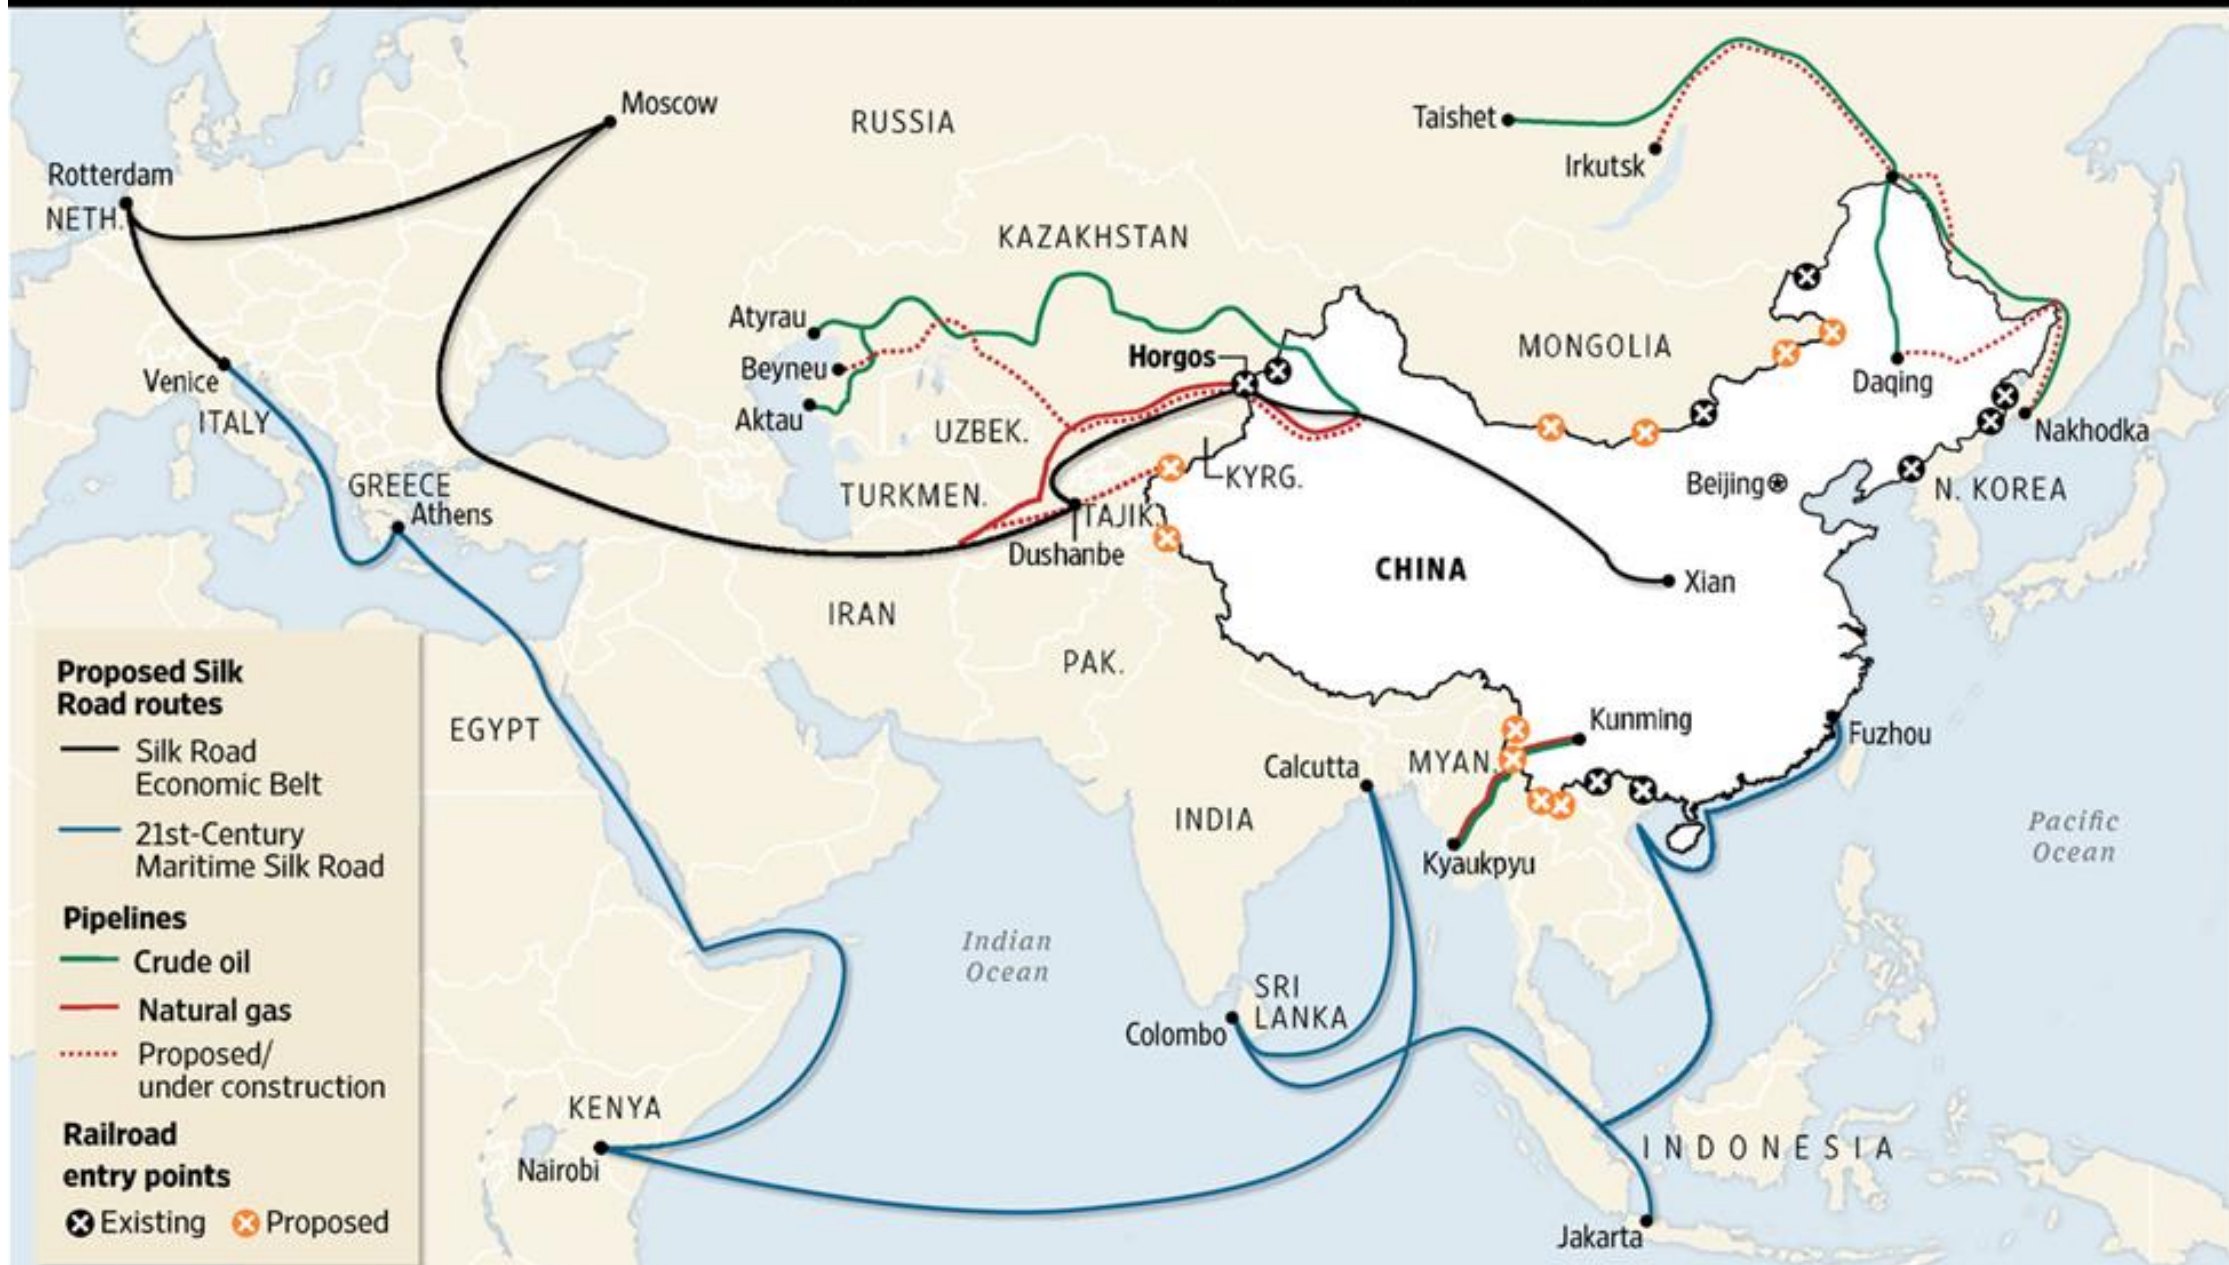 Moscow
RUSSIA
Taishet
Irkutsk
Rotterdam
NETH.
KAZAKHSTAN
Atyrau
Beyneu
Aktau
Horgos
MONGOLIA
Venice
ITALY
Daqing
Nakhodka
UZBEK.
GREECE
Athens
TURKMEN.
KYRG.
Beijing
N. KOREA
TAJIK.
Dushanbe
CHINA
Xian
IRAN
PAK.
EGYPT
Kunming
Fuzhou
Calcutta
MYAN.
INDIA
Kyaukpyu
Pacific
Ocean
Indian
Ocean
SRI
LANKA
Colombo
KENYA
Nairobi
INDONESIA
Jakarta
Proposed Silk
Road routes
Silk Road
Economic Belt
21st-Century
Maritime Silk Road
Pipelines
Crude oil
Natural gas
Proposed/
under construction
Railroad
entry points
Existing
Proposed